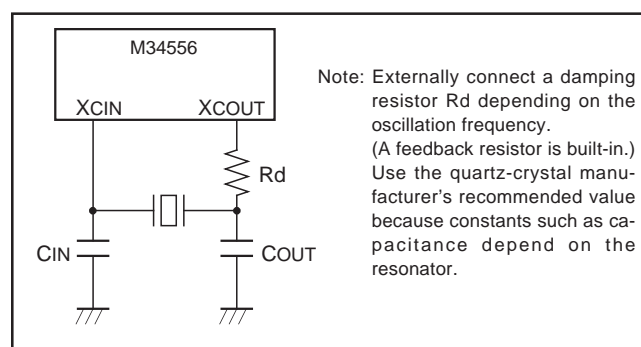 M34556
XCIN
XCOUT
Rd
CIN
COUT
Note: Externally connect a damping
resistor Rd depending on the
oscillation frequency.
(A feedback resistor is built-in.)
Use the quartz-crystal manu-
facturer's recommended value
because constants such as ca-
pacitance depend on the
resonator.